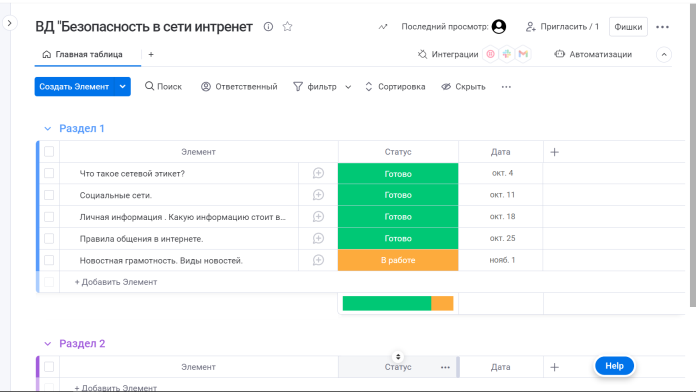 ВД "Безопасность в сети интренет
Последний просмотр:
Пригласить / 1
Фишки
Главная таблица
+
Интеграции
Автоматизации
Создать Элемент
Поиск
Ответственный
фильтр
Сортировка
Скрыть
Раздел 1
Элемент Статус Дата +
Что такое сетевой этикет? Готово окт. 4
Социальные сети. Готово окт. 11
Личная информация . Какую информацию стоит в... Готово окт. 18
Правила общения в интернете. Готово окт. 25
Новостная грамотность. Виды новостей. В работе нояб. 1
+ Добавить Элемент
Раздел 2
Элемент Статус Дата +
Help
+ Добавить Элемент